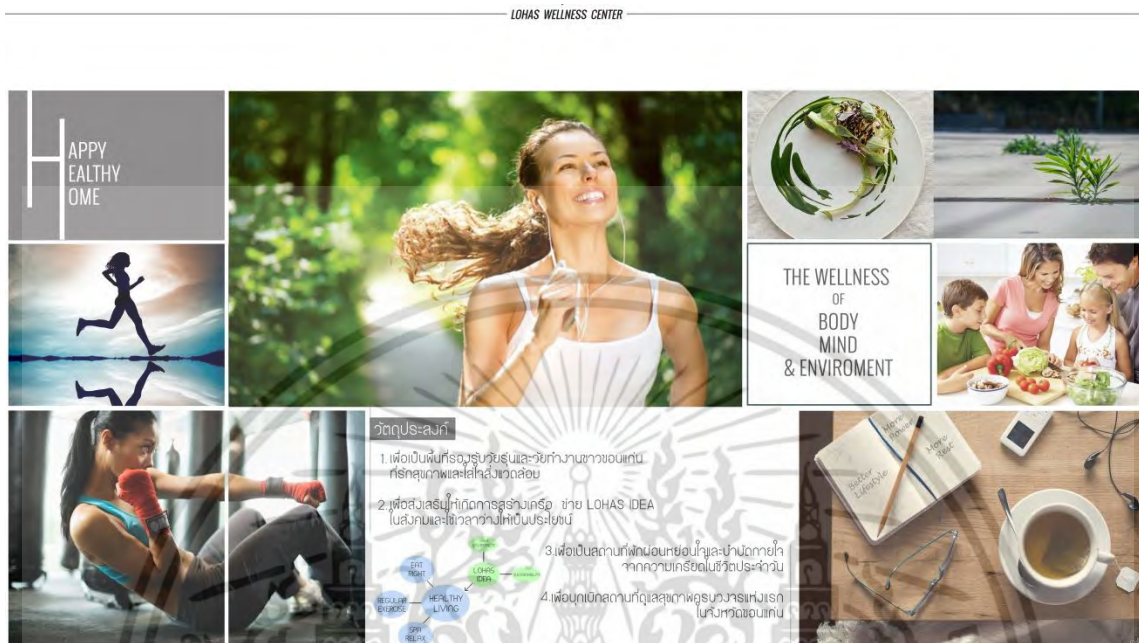 LOHAS WELLNESS CENTER
HAPPY
HEALTHY
HOME
THE WELLNESS
OF
BODY
MIND
& ENVIROMENT
วัตถุประสงค์
1. เพื่อเป็นพื้นที่รองรับวัยรุ่นและวัยทำงานชาวขอนแก่น
ที่รักสุขภาพและใส่ใจสิ่งแวดล้อม
2. เพื่อส่งเสริมให้เกิดการสร้างเครือ ข่าย LOHAS IDEA
ในสังคมและใช้เวลาว่างให้เป็นประโยชน์
3. เพื่อเป็นสถานที่พักผ่อนหย่อนใจและบำบัดกายใจ
จากความเครียดในชีวิตประจำวัน
4. เพื่อบุกเบิกสถานที่ดูแลสุขภาพครบวงจรแห่งแรก
ในจังหวัดขอนแก่น
EAT
RIGHT
LOHAS
IDEA
REGULAR
EXERCISE
HEALTHY
LIVING
SPA
RELAX
More
Power
More
Rest
Better
Lifestyle